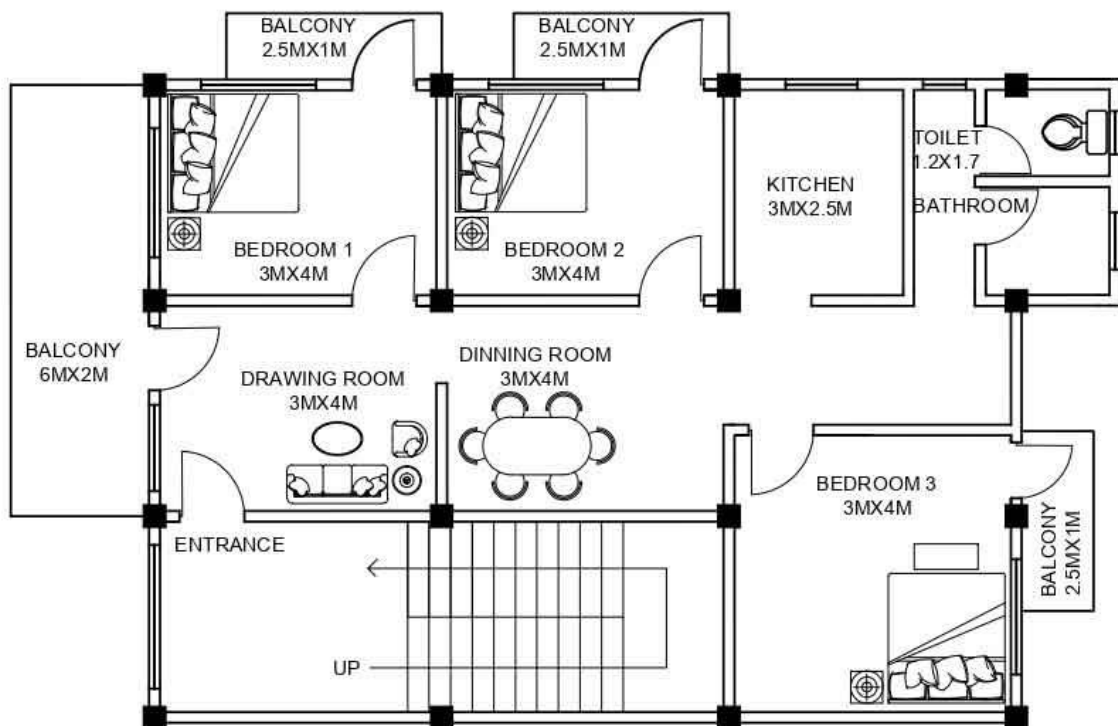 BALCONY
2.5MX1M
BALCONY
2.5MX1M
TOILET
1.2X1.7
KITCHEN
3MX2.5M
BATHROOM
BEDROOM 1
3MX4M
BEDROOM 2
3MX4M
BALCONY
6MX2M
DRAWING ROOM
3MX4M
DINNING ROOM
3MX4M
BEDROOM 3
3MX4M
BALCONY
2.5MX1M
ENTRANCE
UP